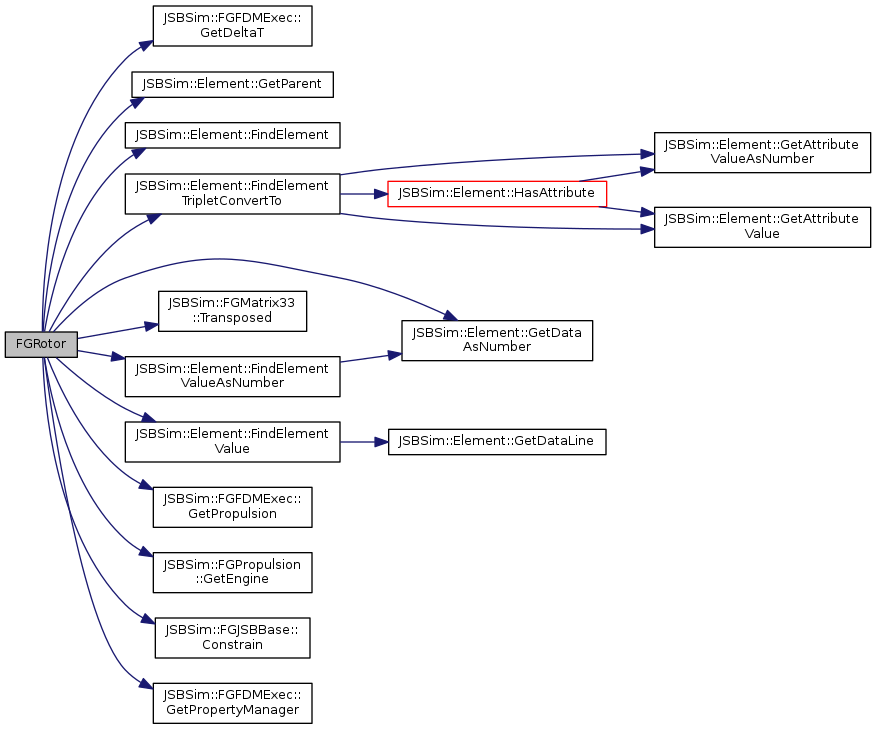 JSBSim::FGFDMExec::
GetDeltaT
JSBSim::Element::GetParent
JSBSim::Element::FindElement
JSBSim::Element::FindElement
TripletConvertTo
JSBSim::Element::HasAttribute
JSBSim::Element::GetAttribute
ValueAsNumber
JSBSim::Element::GetAttribute
Value
FGRotor
JSBSim::FGMatrix33
::Transposed
JSBSim::Element::GetData
AsNumber
JSBSim::Element::FindElement
ValueAsNumber
JSBSim::Element::FindElement
Value
JSBSim::Element::GetDataLine
JSBSim::FGFDMExec::
GetPropulsion
JSBSim::FGPropulsion
::GetEngine
JSBSim::FGJSBBase::
Constrain
JSBSim::FGFDMExec::
GetPropertyManager